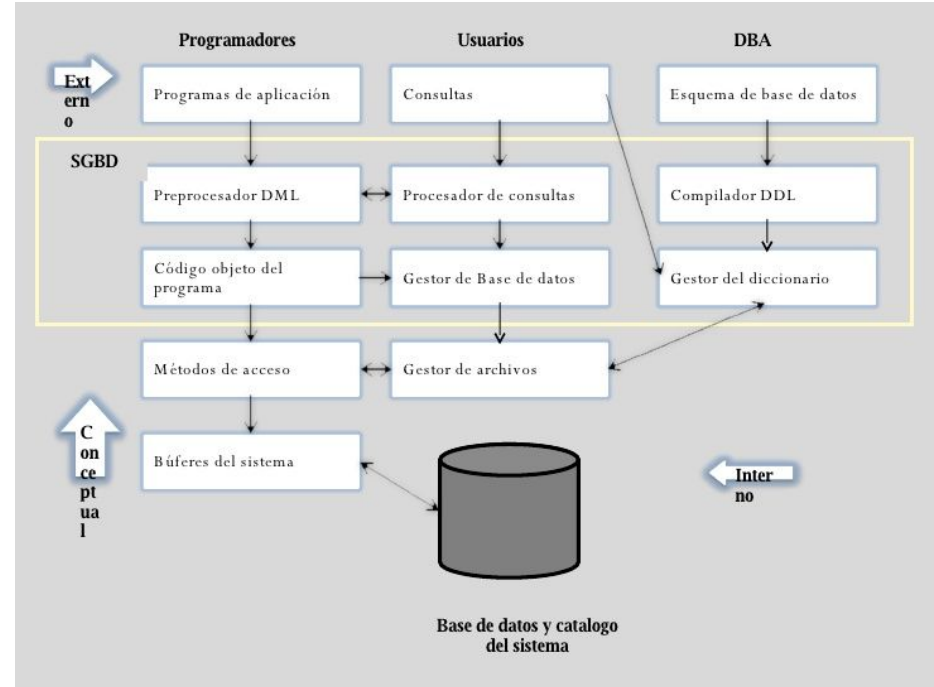 Programadores
Usuarios
DBA
Ext
ern
o
Programas de aplicación
Consultas
Esquema de base de datos
SGBD
Preprocesador DML
Procesador de consultas
Compilador DDL
Código objeto del
programa
Gestor de Base de datos
Gestor del diccionario
Métodos de acceso
Gestor de archivos
C
on
ce
pt
ua
l
Búferes del sistema
Inter
no
Base de datos y catalogo
del sistema